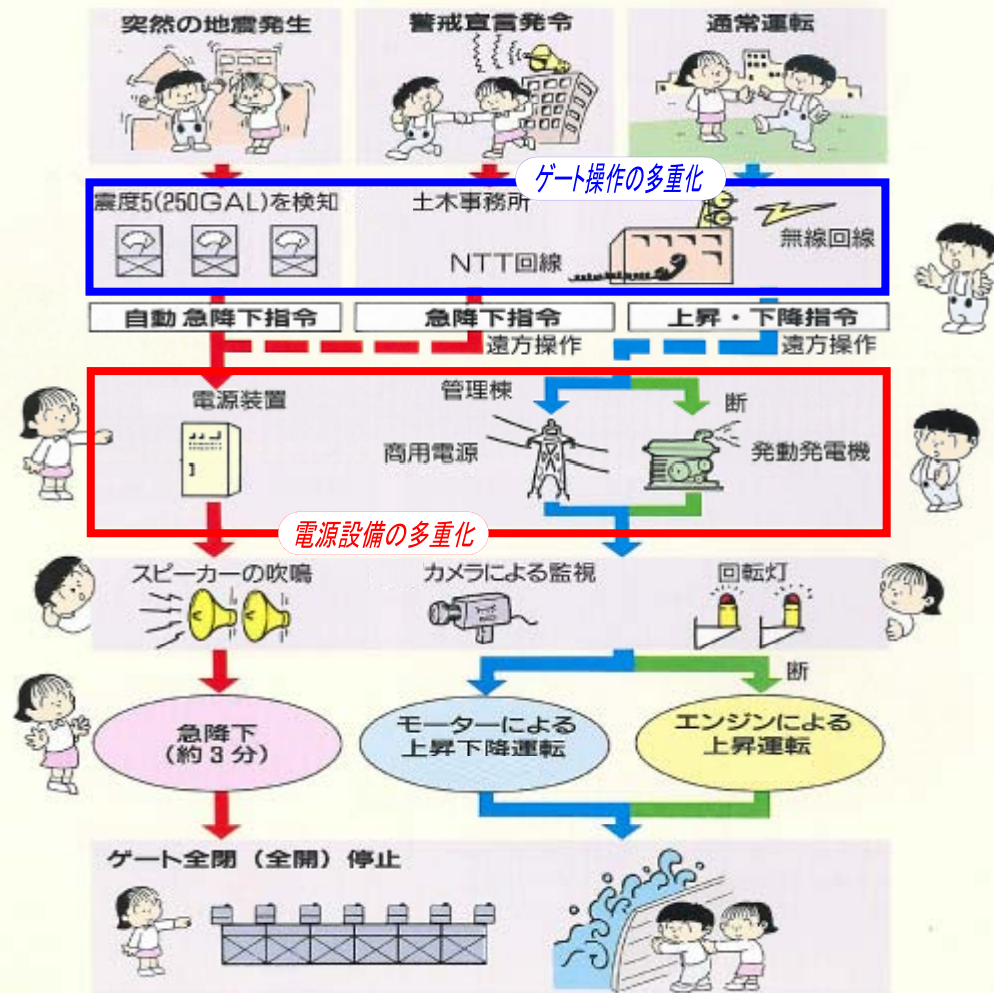 突然の地震発生
警戒宣言発令
通常運転
ゲート操作の多重化
震度5(250GAL)を検知
土木事務所
無線回線
NTT回線
自動急降下指令
急降下指令
上昇・下降指令
遠方操作
遠方操作
電源装置
管理棟
断
商用電源
発動発電機
電源設備の多重化
スピーカーの吹鳴
カメラによる監視
回転灯
断
急降下
(約3分)
モーターによる
上昇下降運転
エンジンによる
上昇運転
ゲート全閉(全開)停止